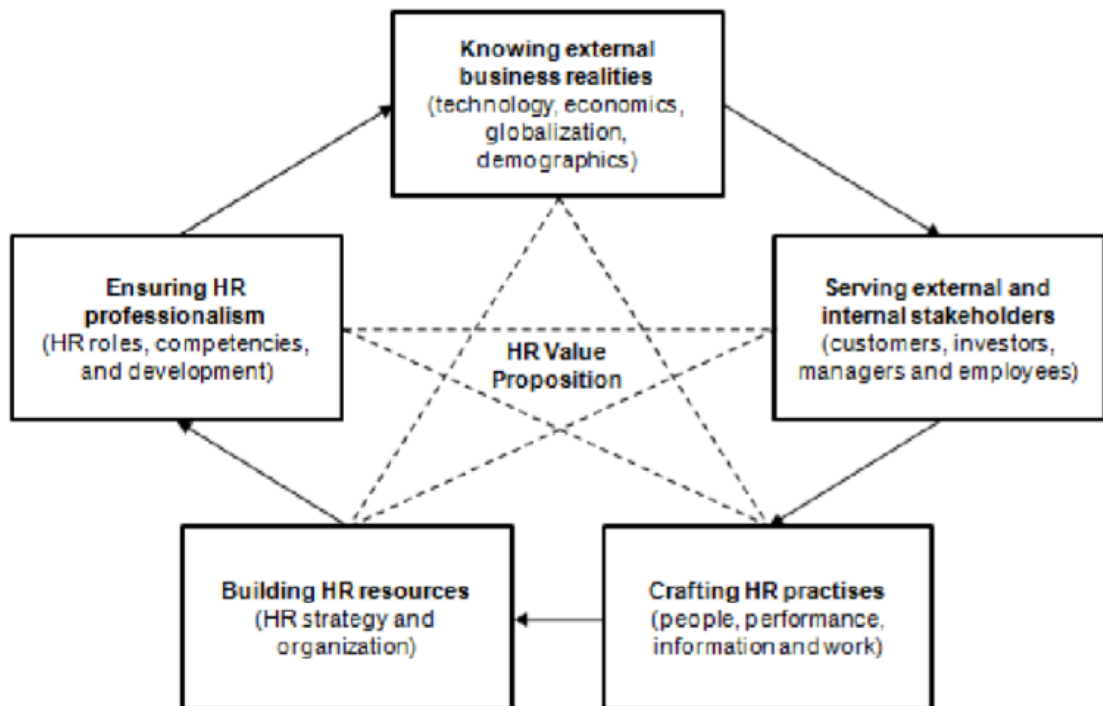 Knowing external
business realities
(technology, economics,
globalization,
demographics)
Ensuring HR
professionalism
(HR roles, competencies,
and development)
HR Value
Proposition
Serving external and
internal stakeholders
(customers, investors,
managers and employees)
Building HR resources
(HR strategy and
organization)
Crafting HR practises
(people, performance,
information and work)